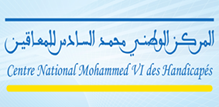 المركز الوطني محمد السادس للمعاقين
Centre National Mohammed VI des Handicapés